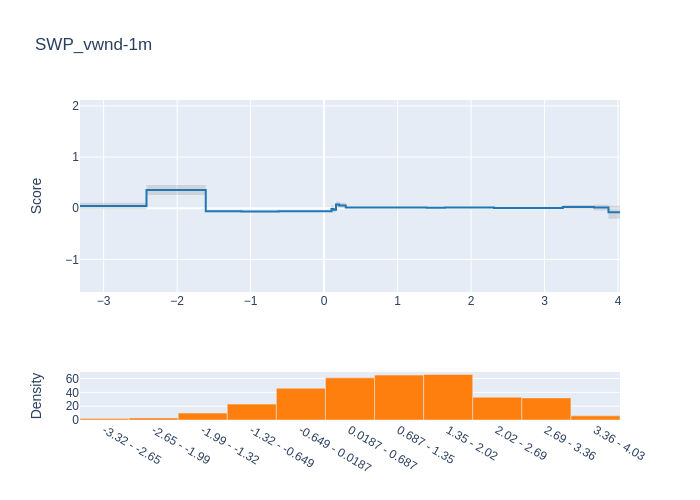 SWP_vwnd-1m
Score
2
1
0
−1
−3
−2
−1
0
1
2
3
4
Density
60
40
20
0
-3.32 - -2.65
-2.65 - -1.99
-1.99 - -1.32
-1.32 - -0.649
-0.649 - 0.0187
0.0187 - 0.687
0.687 - 1.35
1.35 - 2.02
2.02 - 2.69
2.69 - 3.36
3.36 - 4.03